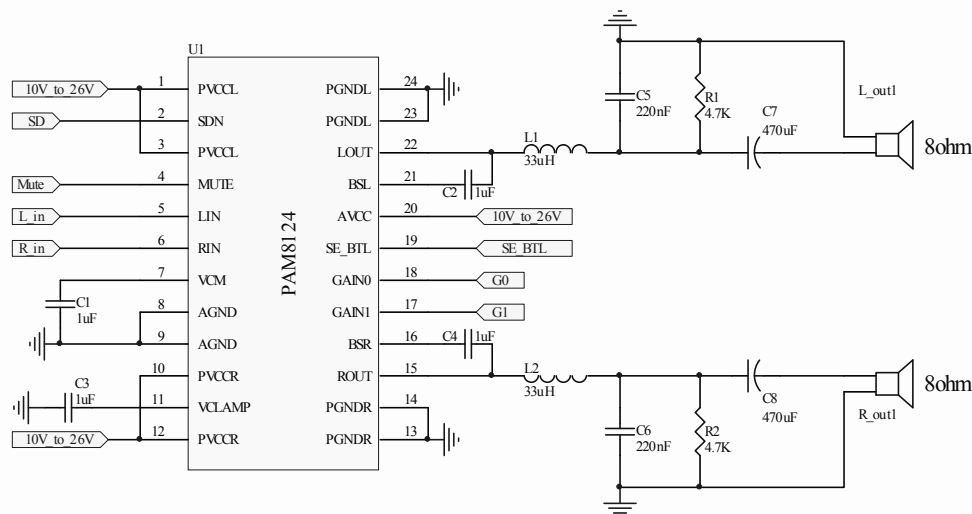 U1
PAM8124
10V_to_26V
1
PVCCL
SD
2
SDN
3
PVCCL
Mute
4
MUTE
L_in
5
LIN
R_in
6
RIN
7
VCM
C1
1uF
8
AGND
9
AGND
10
PVCCR
C3
1uF
11
VCLAMP
10V_to_26V
12
PVCCR
PGNDL
24
PGNDL
23
LOUT
22
BSL
21
C2
1uF
AVCC
20
10V_to_26V
SE_BTL
19
SE_BTL
GAIN0
18
G0
GAIN1
17
G1
BSR
16
C4
1uF
ROUT
15
PGNDR
14
PGNDR
13
L1
33uH
C5
220nF
R1
4.7K
C7
470uF
L_out1
8ohm
L2
33uH
C6
220nF
R2
4.7K
C8
470uF
8ohm
R_out1